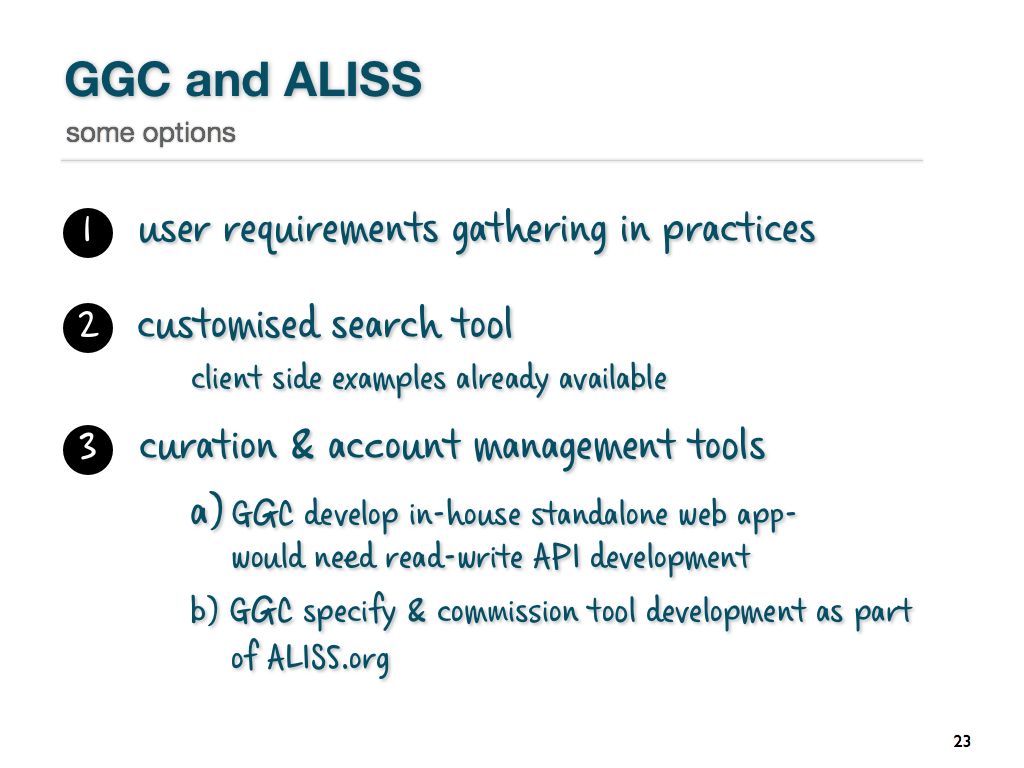 GGC and ALISS
some options
1 user requirements gathering in practices
2 customised search tool
client side examples already available
3 curation & account management tools
a) GGC develop in-house standalone web app-
would need read-write API development
b) GGC specify & commission tool development as part
of ALISS.org
23